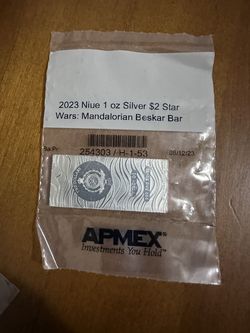 2023 Niue 1 oz Silver $2 Star
Wars: Mandalorian Beskar Bar
254303 / H-1-53
05/12/23
APMEX
Investments You Hold™